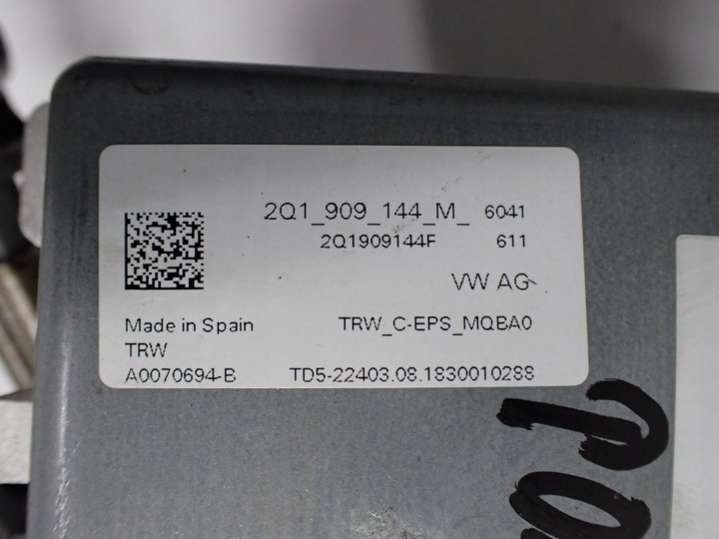 2Q1_909_144_M_ 6041
2Q1909144F 611
VW AG
Made in Spain TRW_C-EPS_MQBA0
TRW
A0070694-B TD5-22403.08.1830010288